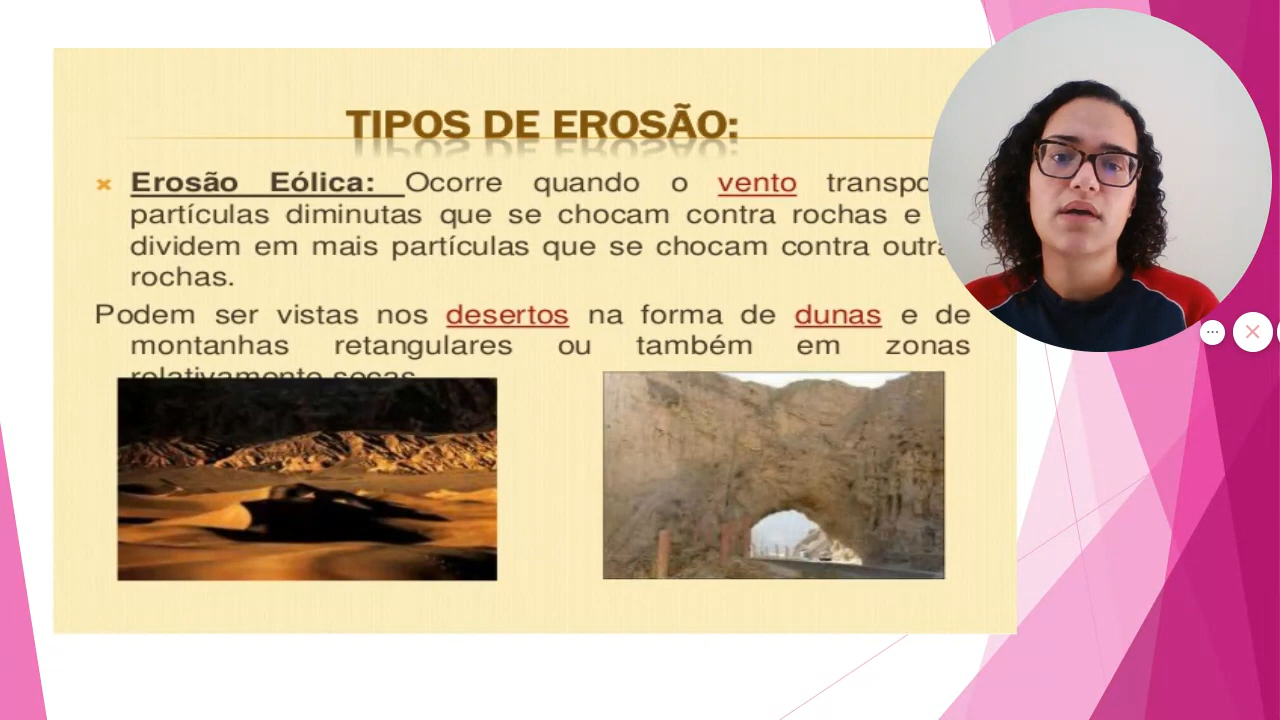 TIPOS DE EROSÃO:
Erosão Eólica: Ocorre quando o vento
partículas diminutas que se chocam contra rochas e
dividem em mais partículas que se chocam contra
rochas.
Podem ser vistas nos desertos na forma de dunas e de
montanhas retangulares ou também em zonas
relativamente secas